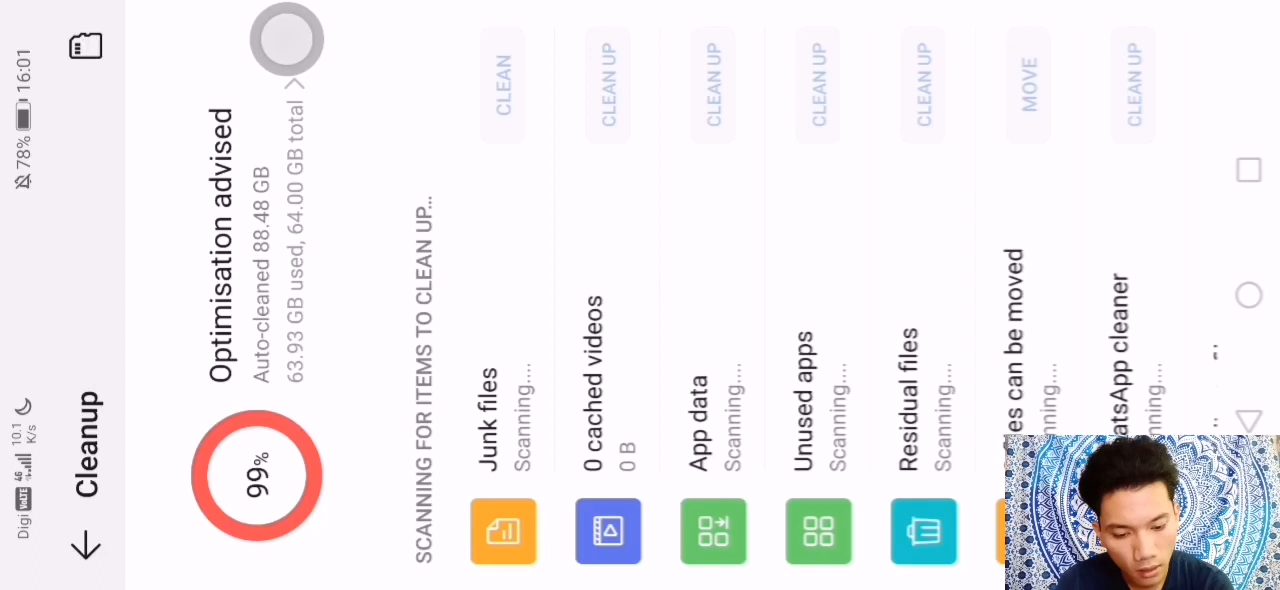 Digi VoLTE 4G 10.1 K/s
78% 16:01
Cleanup
99%
Optimisation advised
Auto-cleaned 88.48 GB
63.93 GB used, 64.00 GB total
SCANNING FOR ITEMS TO CLEAN UP...
Junk files
Scanning....
CLEAN
0 cached videos
0 B
CLEAN UP
App data
Scanning....
CLEAN UP
Unused apps
Scanning....
CLEAN UP
Residual files
Scanning....
CLEAN UP
es can be moved
nning....
MOVE
atsApp cleaner
nning....
CLEAN UP